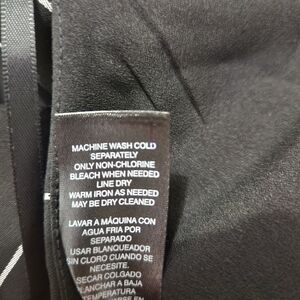 MACHINE WASH COLD
SEPARATELY
ONLY NON-CHLORINE
BLEACH WHEN NEEDED
LINE DRY
WARM IRON AS NEEDED
MAY BE DRY CLEANED
LAVAR A MÁQUINA CON
AGUA FRIA POR
SEPARADO
USAR BLANQUEADOR
SIN CLORO CUANDO SE
NECESITE.
SECAR COLGADO
PLANCHAR A BAJA
TEMPERATURA